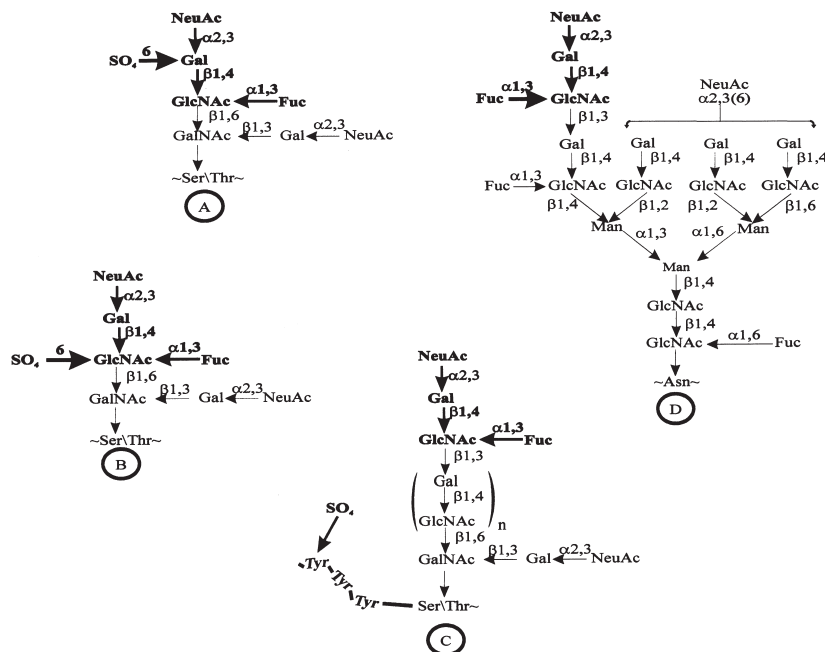 NeuAc
α2,3
SO₄ 6 Gal
β1,4
α1,3
GlcNAc Fuc
β1,6
GalNAc β1,3 Gal α2,3 NeuAc
~Ser\Thr~
A
NeuAc
α2,3
Gal
β1,4
SO₄ 6 GlcNAc α1,3 Fuc
β1,6
GalNAc β1,3 Gal α2,3 NeuAc
~Ser\Thr~
B
NeuAc
α2,3
Gal
β1,4
GlcNAc α1,3 Fuc
β1,3
Gal
β1,4
GlcNAc
n
β1,6
GalNAc β1,3 Gal α2,3 NeuAc
SO₄
Tyr
Tyr
Tyr
Ser\Thr~
C
NeuAc
α2,3
Gal
β1,4
Fuc α1,3 GlcNAc
β1,3
NeuAc
α2,3(6)
Gal Gal Gal Gal
β1,4 β1,4 β1,4 β1,4
Fuc α1,3 GlcNAc GlcNAc GlcNAc GlcNAc
β1,4 β1,2 β1,2 β1,6
Man α1,3 α1,6 Man
Man
β1,4
GlcNAc
β1,4
GlcNAc α1,6 Fuc
~Asn~
D